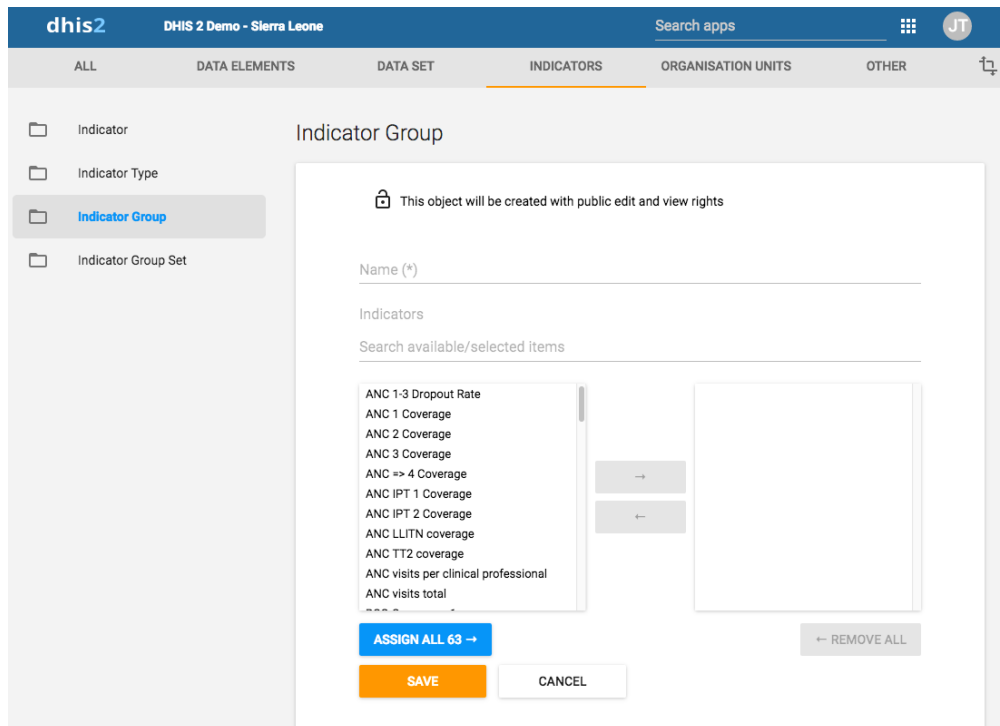 dhis2 DHIS 2 Demo - Sierra Leone Search apps JT
ALL DATA ELEMENTS DATA SET INDICATORS ORGANISATION UNITS OTHER
Indicator
Indicator Type
Indicator Group
Indicator Group Set
Indicator Group
This object will be created with public edit and view rights
Name (*)
Indicators
Search available/selected items
ANC 1-3 Dropout Rate
ANC 1 Coverage
ANC 2 Coverage
ANC 3 Coverage
ANC => 4 Coverage
ANC IPT 1 Coverage
ANC IPT 2 Coverage
ANC LLITN coverage
ANC TT2 coverage
ANC visits per clinical professional
ANC visits total
→
←
ASSIGN ALL 63 → ← REMOVE ALL
SAVE CANCEL